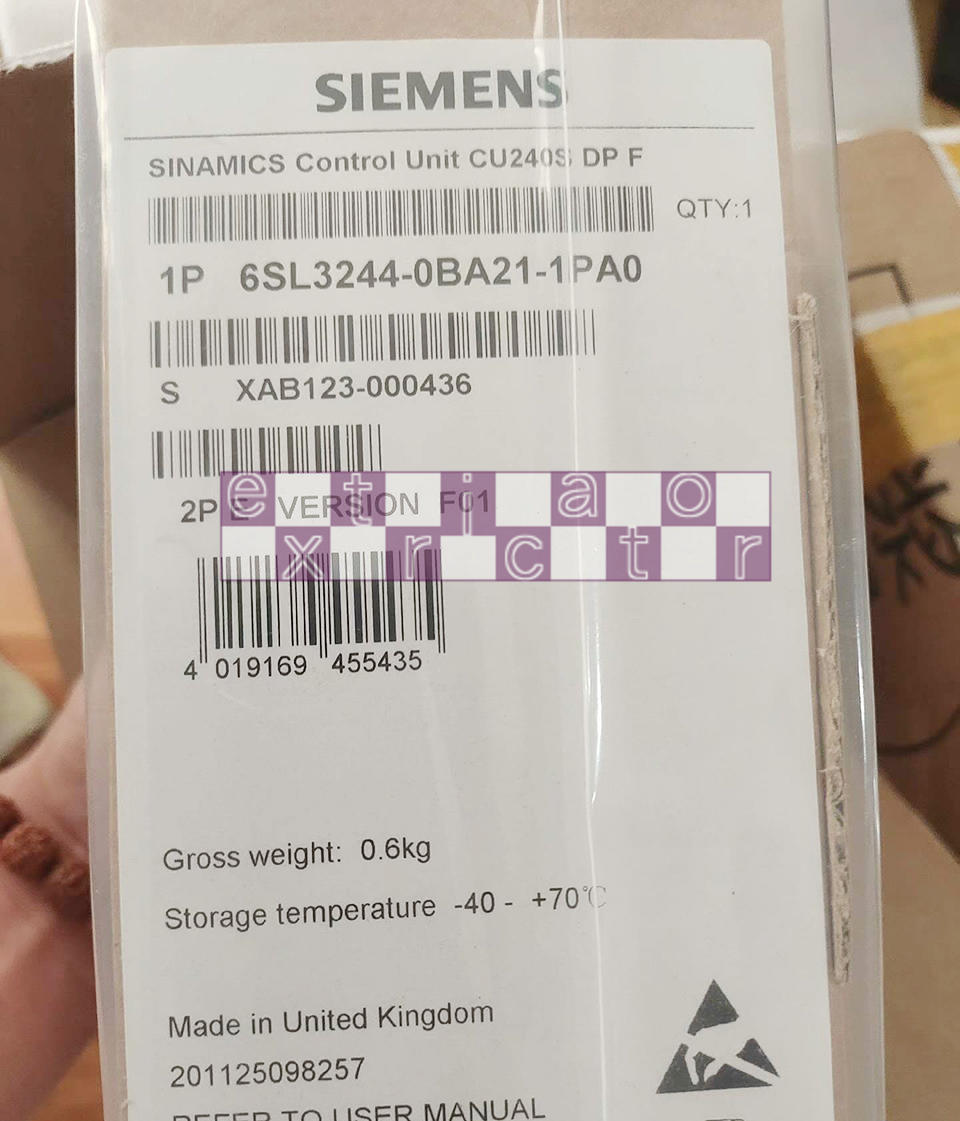 SIEMENS
SINAMICS Control Unit CU240S DP F
QTY:1
1P 6SL3244-0BA21-1PA0
S XAB123-000436
2P E VERSION F01
extricator
4 019169 455435
Gross weight: 0.6kg
Storage temperature -40 - +70℃
Made in United Kingdom
201125098257
REFER TO USER MANUAL